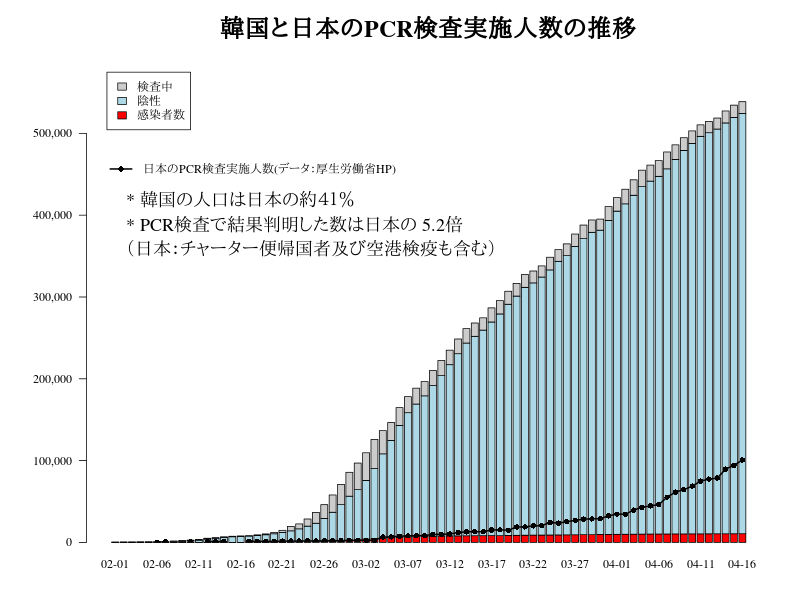 韓国と日本のPCR検査実施人数の推移
検査中
陰性
感染者数
日本のPCR検査実施人数(データ：厚生労働省HP)
* 韓国の人口は日本の約41%
* PCR検査で結果判明した数は日本の 5.2倍
（日本：チャーター便帰国者及び空港検疫も含む）
500,000
400,000
300,000
200,000
100,000
0
02-01 02-06 02-11 02-16 02-21 02-26 03-02 03-07 03-12 03-17 03-22 03-27 04-01 04-06 04-11 04-16